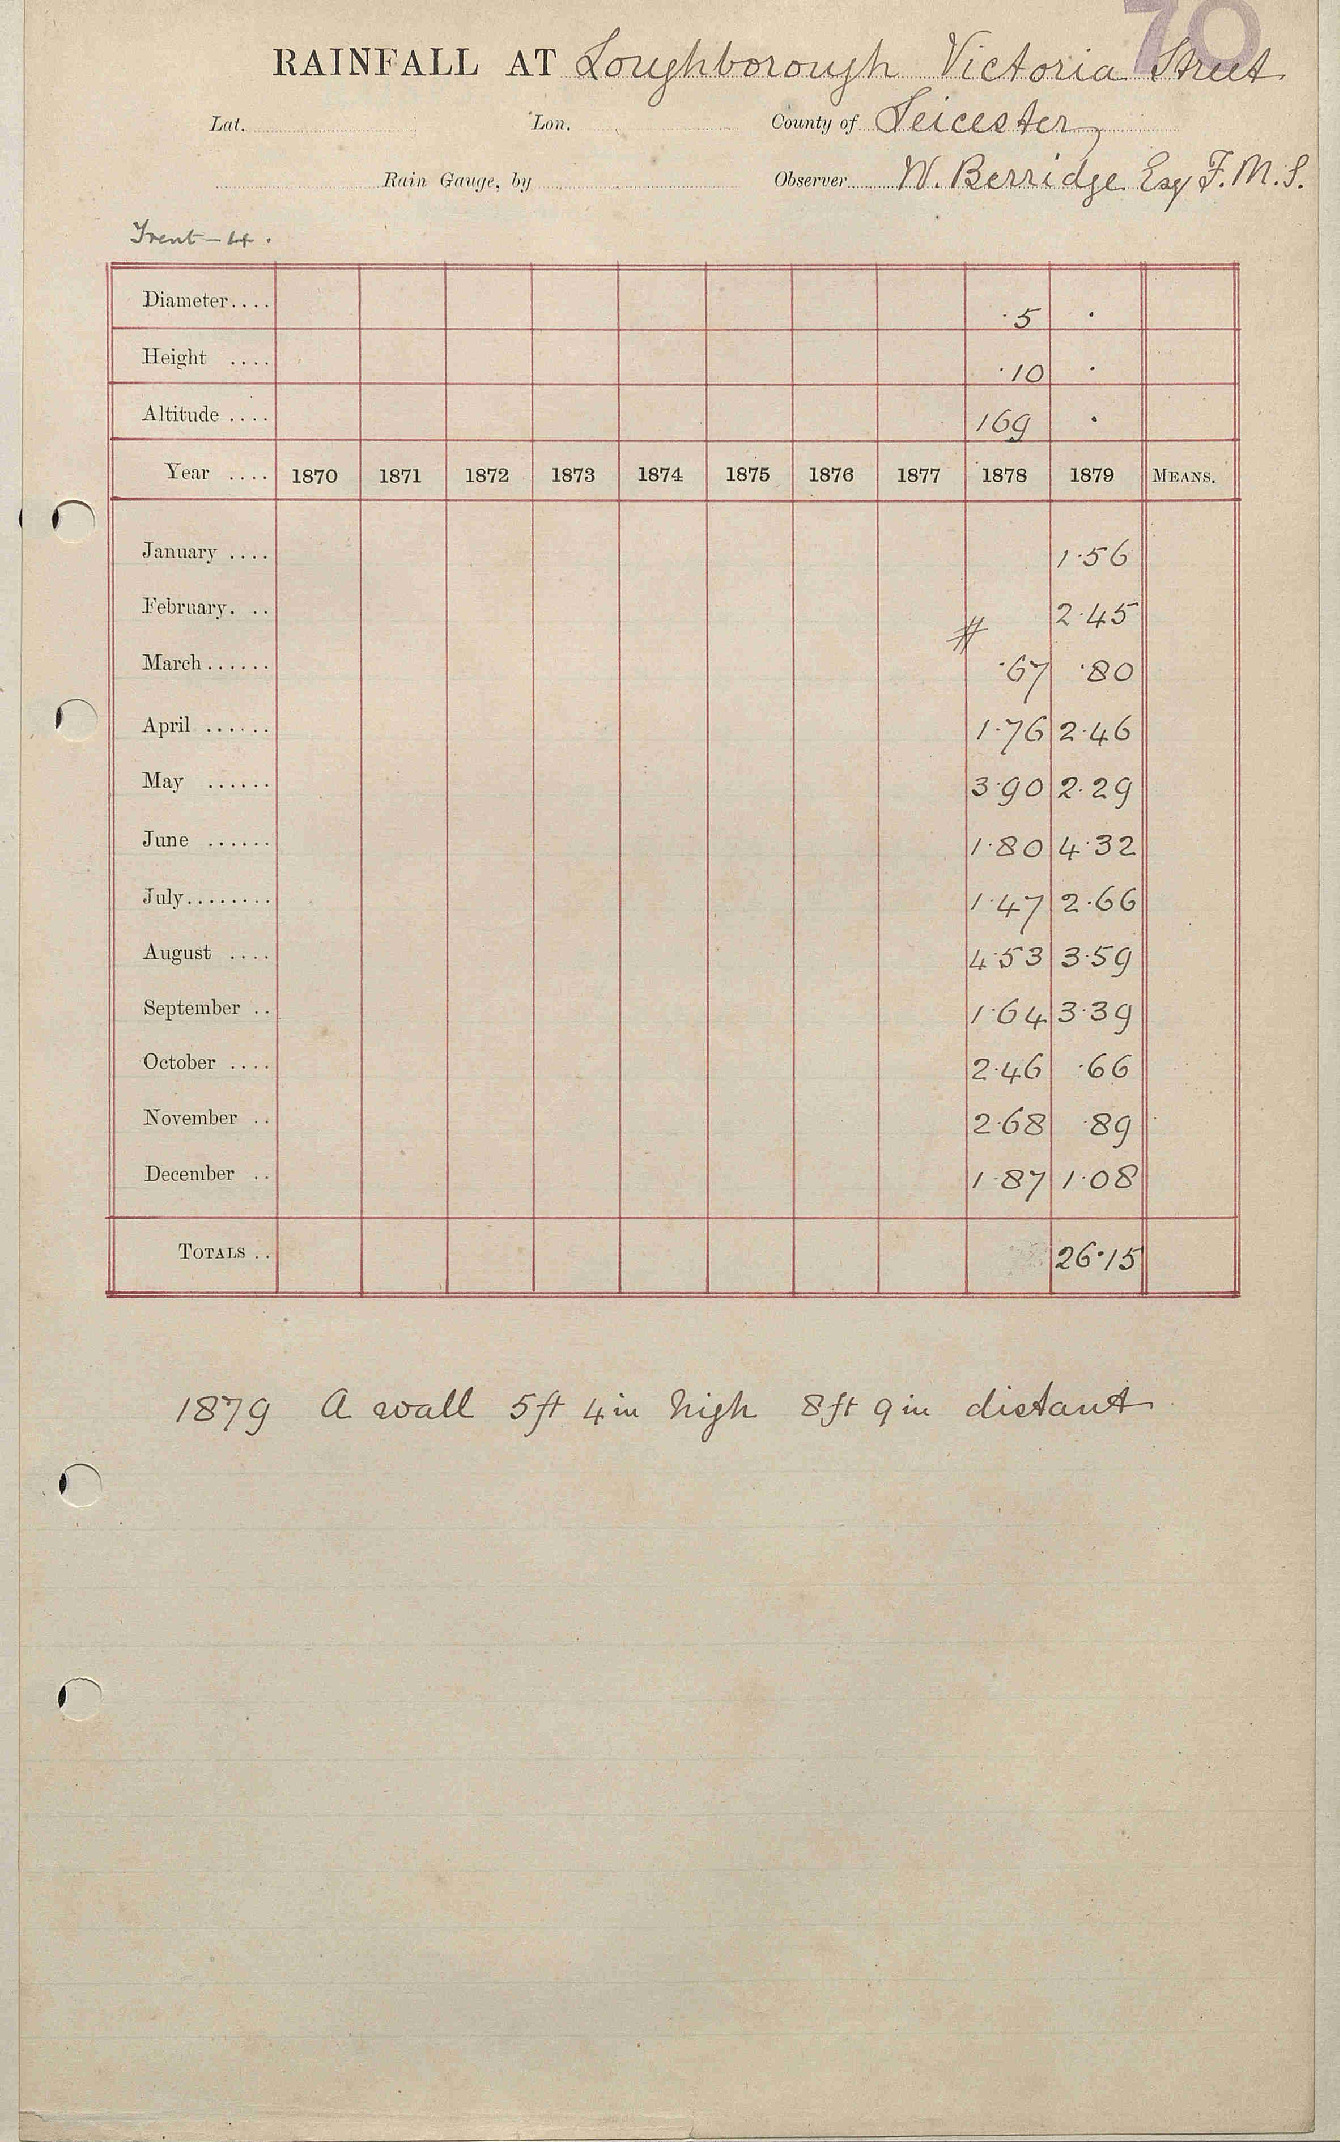 70
RAINFALL AT Loughborough Victoria Street
Lat. Lon. County of Leicester
Rain Gauge, by Observer W. Berridge Esq F.M.S.
Trent - 4.
Diameter.... ·5 ·
Height .... ·10 ·
Altitude .... 169 ·
Year .... 1870 1871 1872 1873 1874 1875 1876 1877 1878 1879 MEANS.
January .... 1·56
February. .. 2·45
# 
March...... ·67 ·80
April ...... 1·76 2·46
May ...... 3·90 2·29
June ...... 1·80 4·32
July........ 1·47 2·66
August .... 4·53 3·59
September .. 1·64 3·39
October .... 2·46 ·66
November .. 2·68 ·89
December .. 1·87 1·08
TOTALS .. 26·15
1879 A wall 5ft 4in high 8ft 9in distant